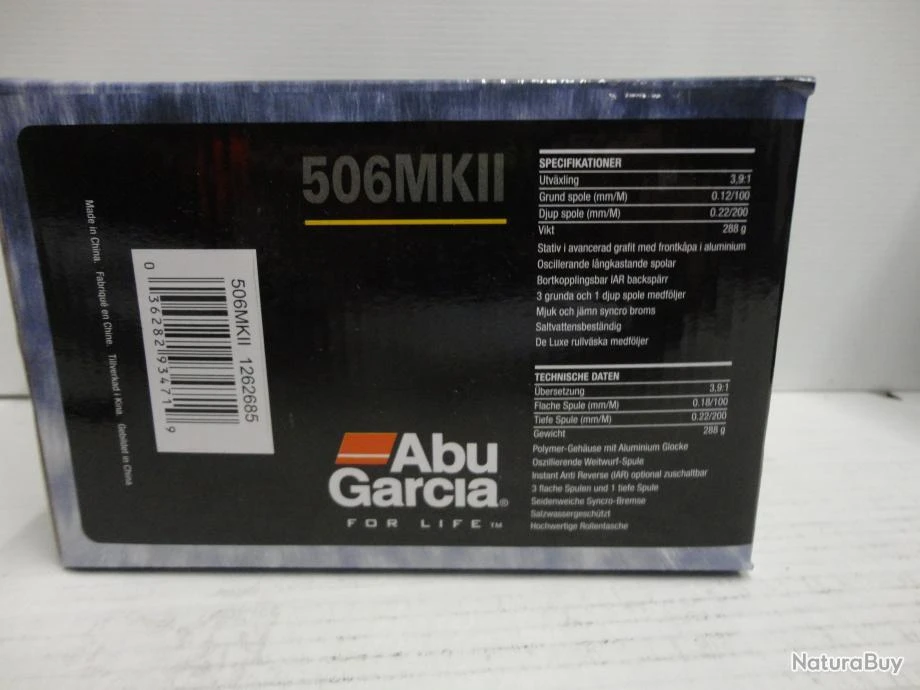 506MKII
SPECIFIKATIONER
Utväxling 3,9:1
Grund spole (mm/M) 0.12/100
Djup spole (mm/M) 0.22/200
Vikt 288 g
Stativ i avancerad grafit med frontkåpa i aluminium
Oscillerande långkastande spolar
Bortkopplingsbar IAR backspärr
3 grunda och 1 djup spole medföljer
Mjuk och jämn syncro broms
Saltvattensbeständig
De Luxe rullväska medföljer
TECHNISCHE DATEN
Übersetzung 3,9:1
Flache Spule (mm/M) 0.18/100
Tiefe Spule (mm/M) 0.22/200
Gewicht 288 g
Polymer-Gehäuse mit Aluminium Glocke
Oszillierende Weitwurf-Spule
Instant Anti Reverse (IAR) optional zuschaltbar
3 flache Spulen und 1 tiefe Spule
Seidenweiche Syncro-Bremse
Salzwassergeschützt
Hochwertige Rollentasche
Made in China. Fabriqué en Chine. Tillverkad i Kina. Gebildet in China
506MKII 1262685
0 36282 93471 9
Abu
Garcia®
FOR LIFE™
NaturaBuy